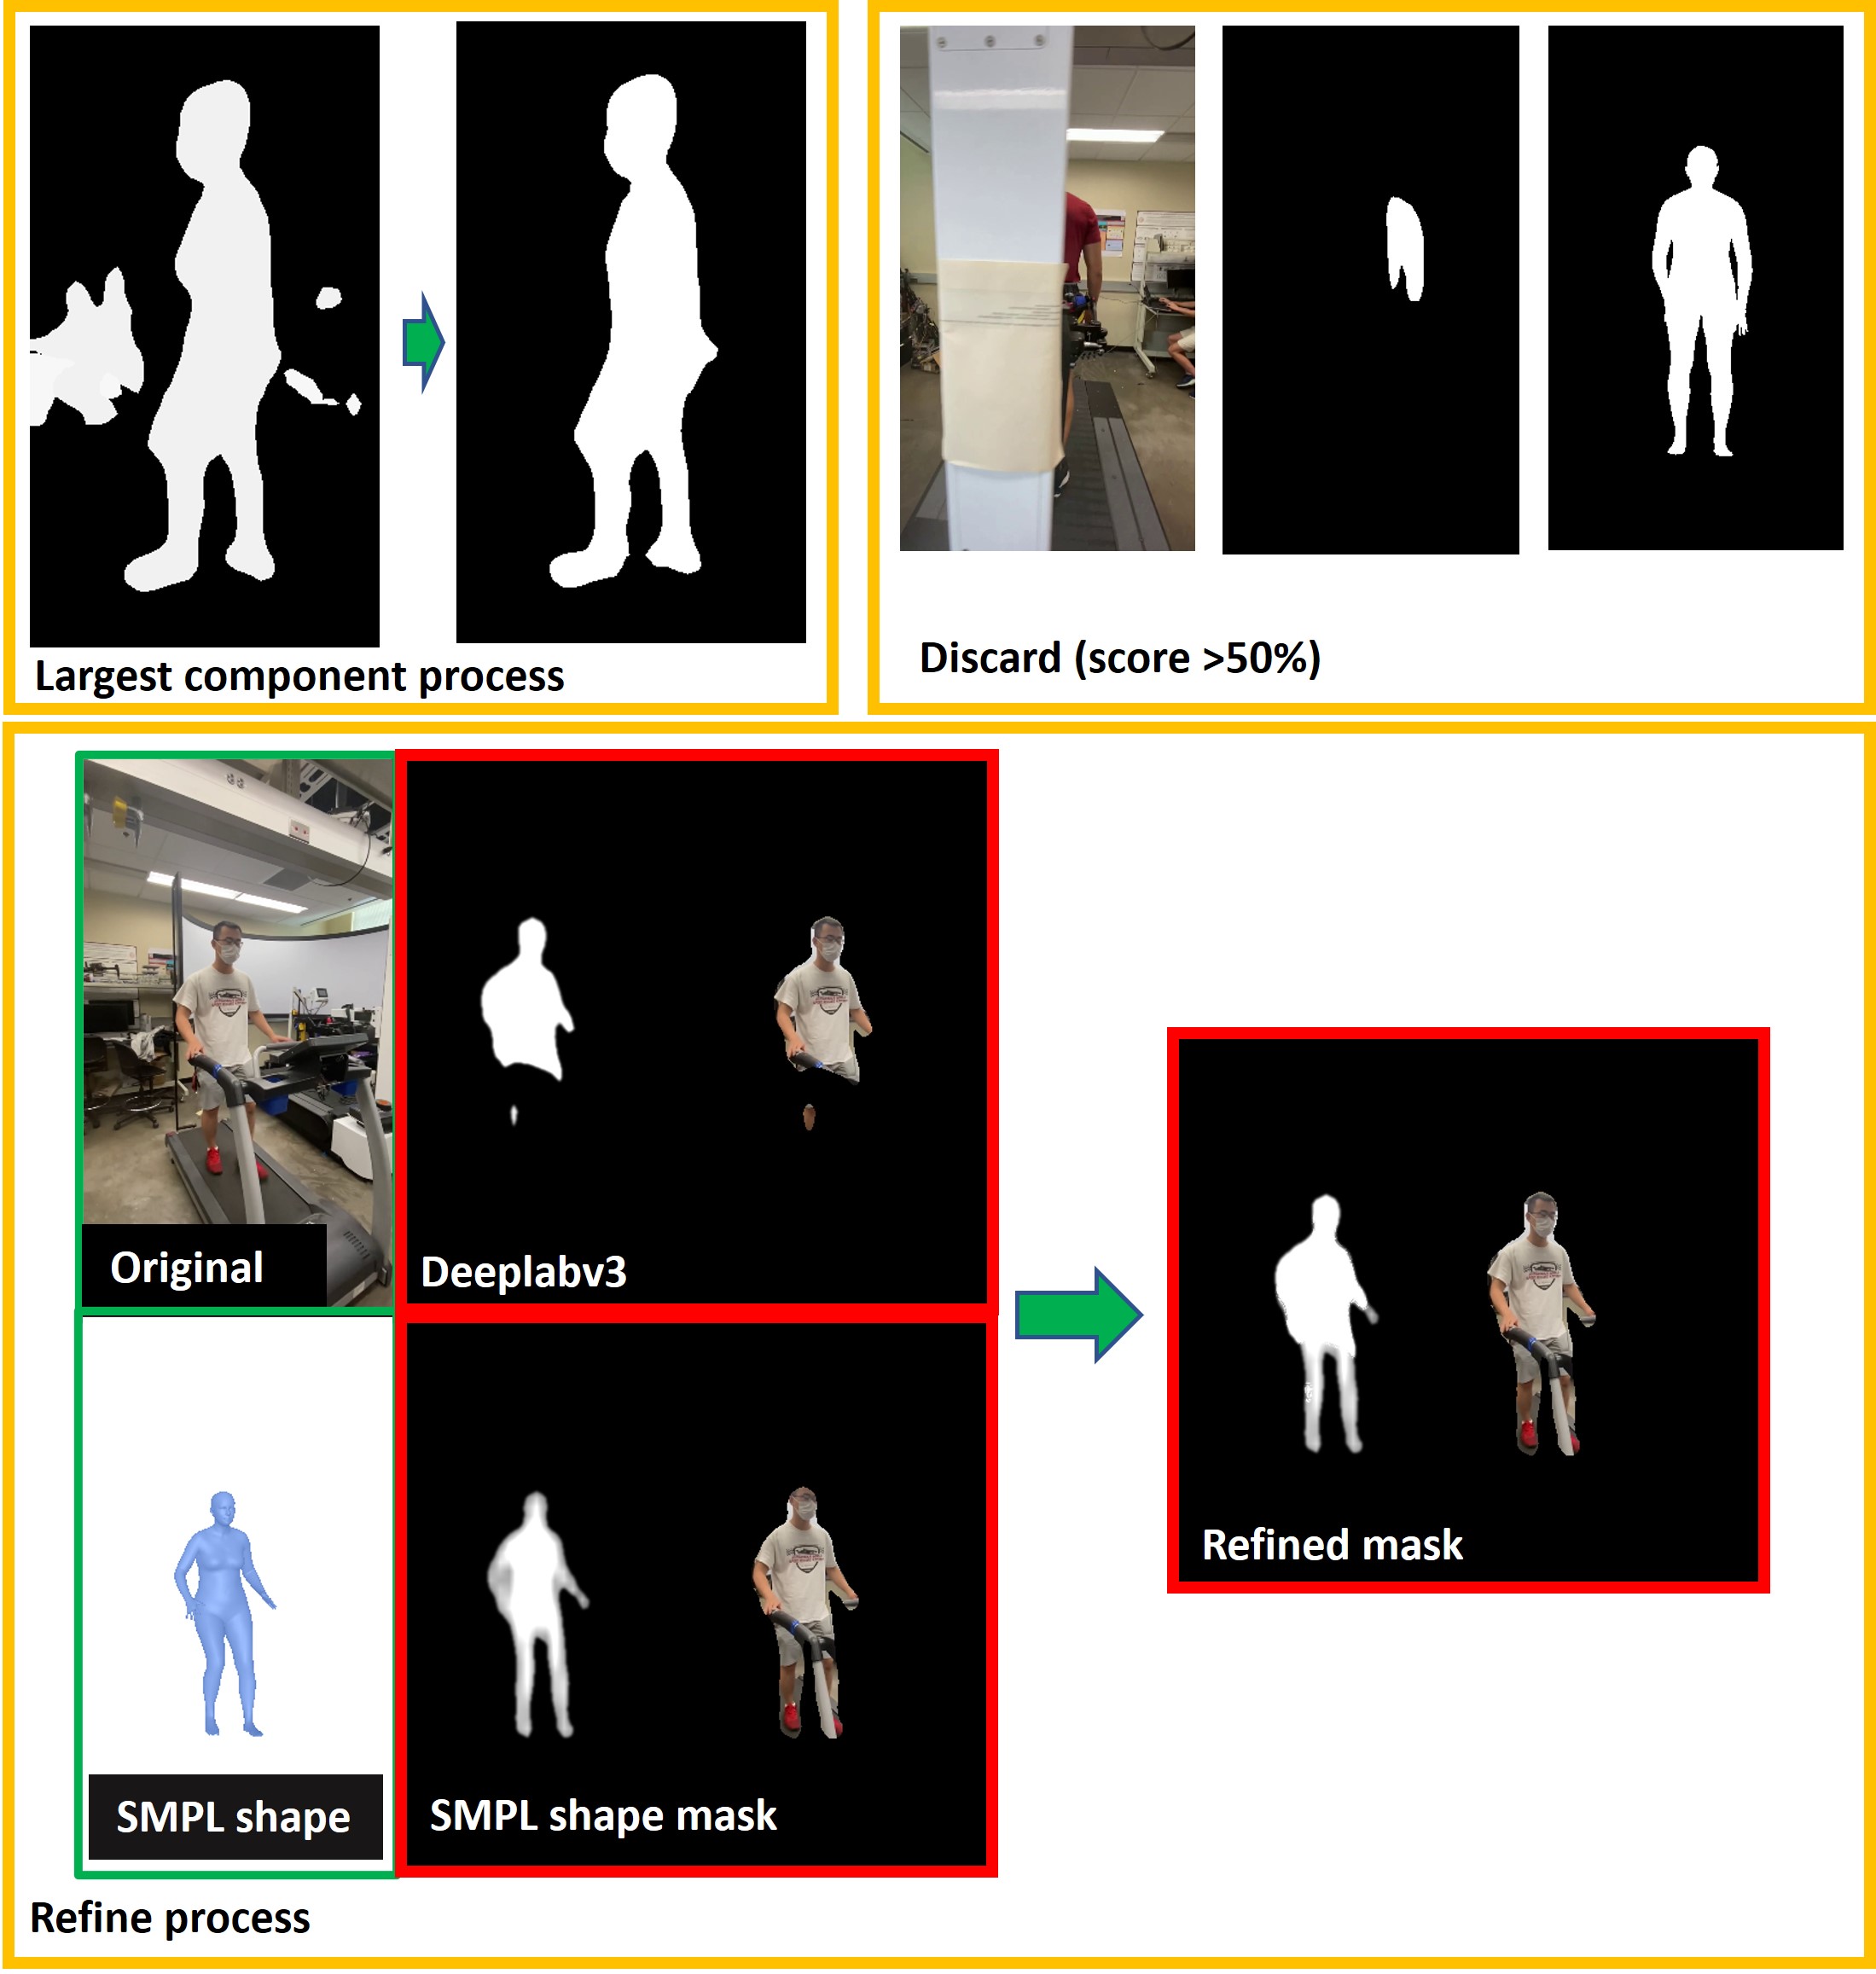 Largest component process
Discard (score >50%)
Original
Deeplabv3
Refined mask
SMPL shape
SMPL shape mask
Refine process